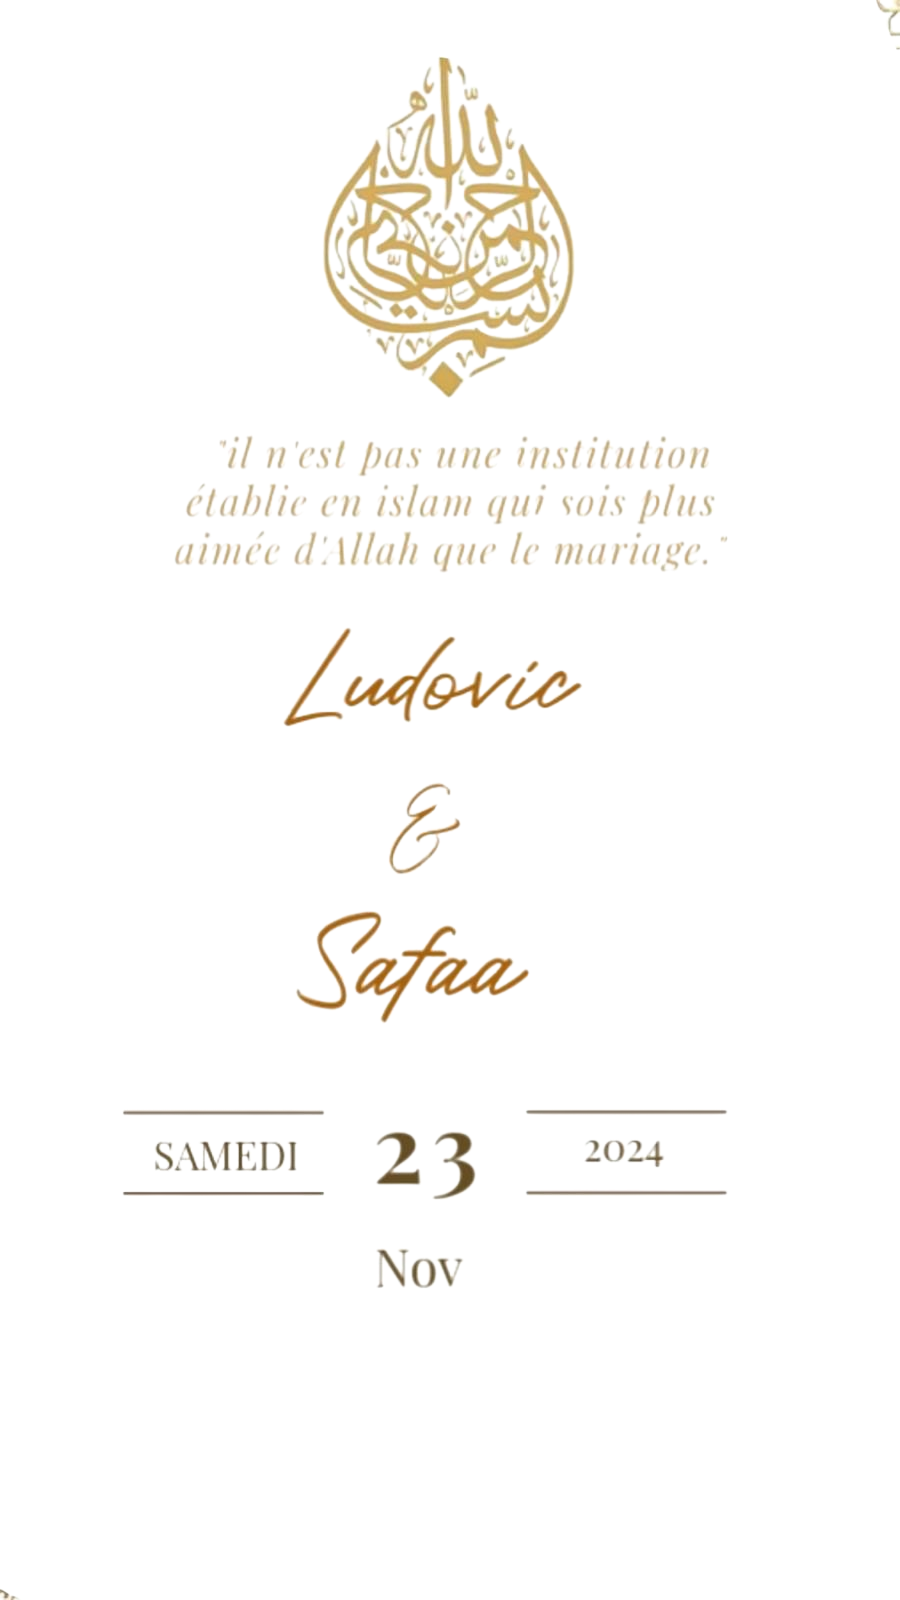 بسم الله الرحمن الرحيم
"il n'est pas une institution
établie en islam qui sois plus
aimée d'Allah que le mariage."
Ludovic
&
Safaa
SAMEDI 23 2024
Nov